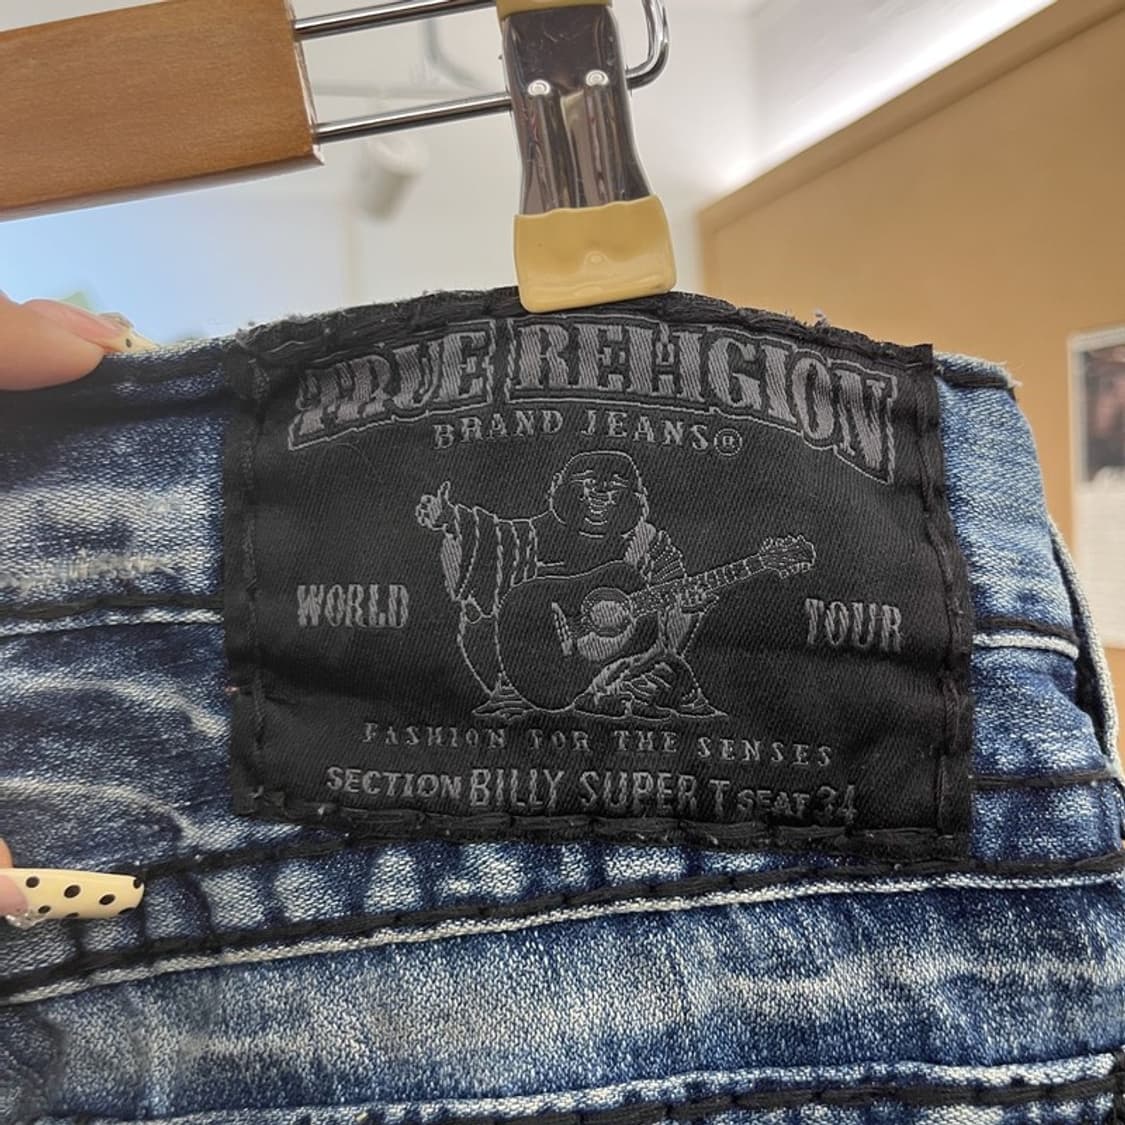 TRUE RELIGION
BRAND JEANS®
WORLD TOUR
FASHION FOR THE SENSES
SECTION BILLY SUPER T SEAT 34